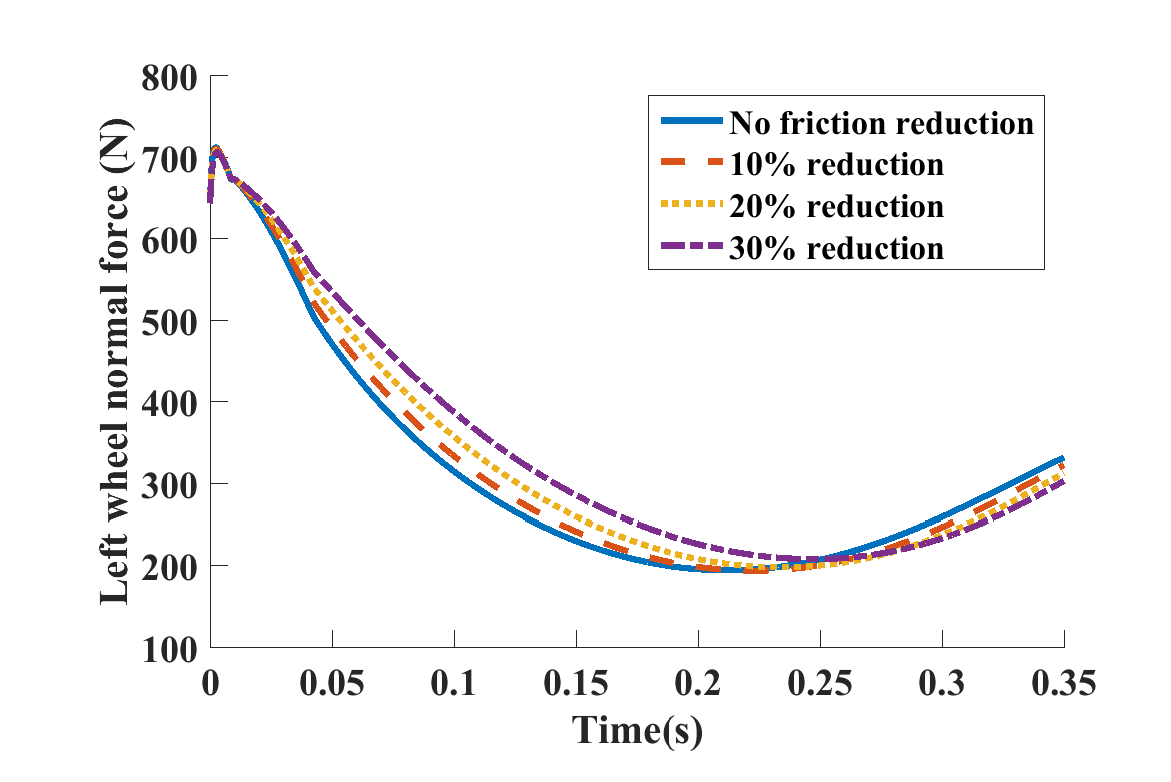 Left wheel normal force (N)
800
700
600
500
400
300
200
100
No friction reduction
10% reduction
20% reduction
30% reduction
0 0.05 0.1 0.15 0.2 0.25 0.3 0.35
Time(s)